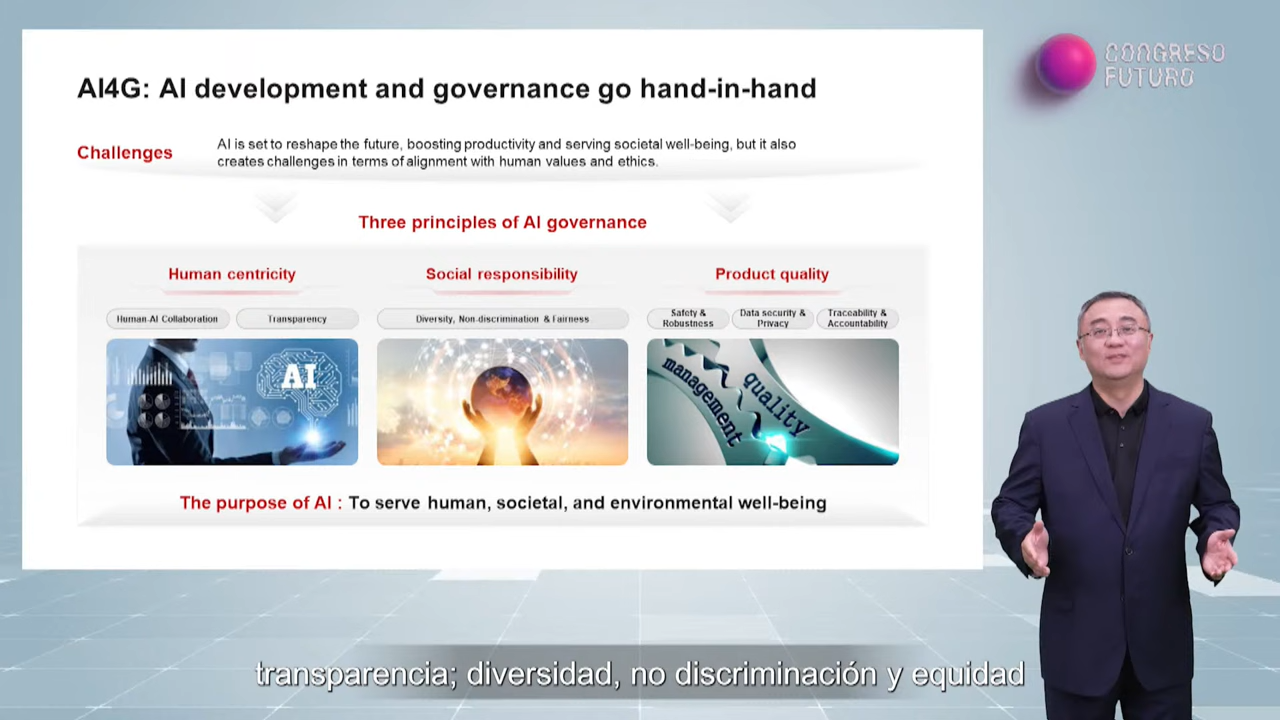 AI4G: AI development and governance go hand-in-hand
CONGRESO
FUTURO
Challenges
AI is set to reshape the future, boosting productivity and serving societal well-being, but it also
creates challenges in terms of alignment with human values and ethics.
Three principles of AI governance
Human centricity
Social responsibility
Product quality
Human-AI Collaboration
Transparency
Diversity, Non-discrimination & Fairness
Safety &
Robustness
Data security &
Privacy
Traceability &
Accountability
AI
management
quality
The purpose of AI : To serve human, societal, and environmental well-being
transparencia; diversidad, no discriminación y equidad